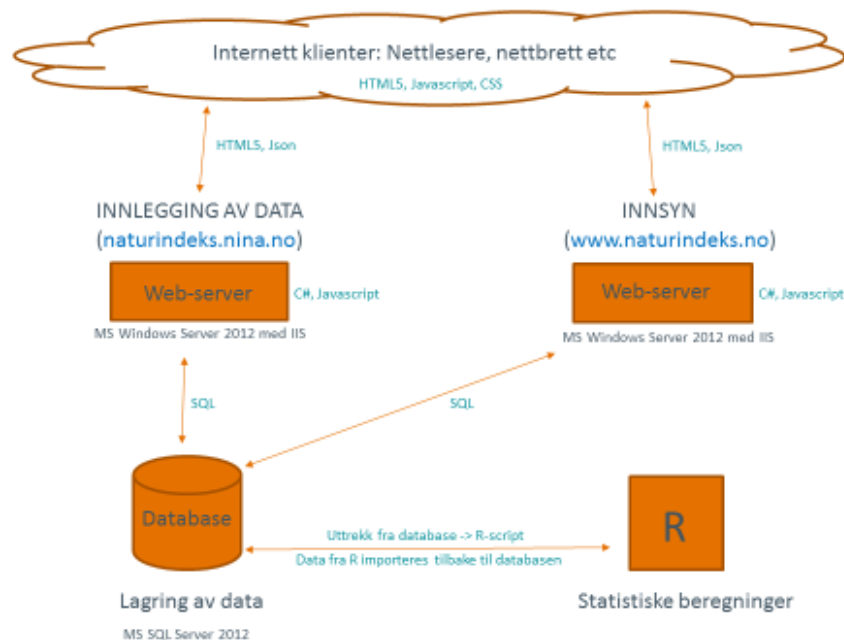 Internett klienter: Nettlesere, nettbrett etc
HTML5, Javascript, CSS
HTML5, Json
HTML5, Json
INNLEGGING AV DATA
(naturindeks.nina.no)
INNSYN
(www.naturindeks.no)
Web-server
C#, Javascript
Web-server
C#, Javascript
MS Windows Server 2012 med IIS
MS Windows Server 2012 med IIS
SQL
SQL
Database
Uttrekk fra database -> R-script
Data fra R importeres tilbake til databasen
R
Lagring av data
Statistiske beregninger
MS SQL Server 2012